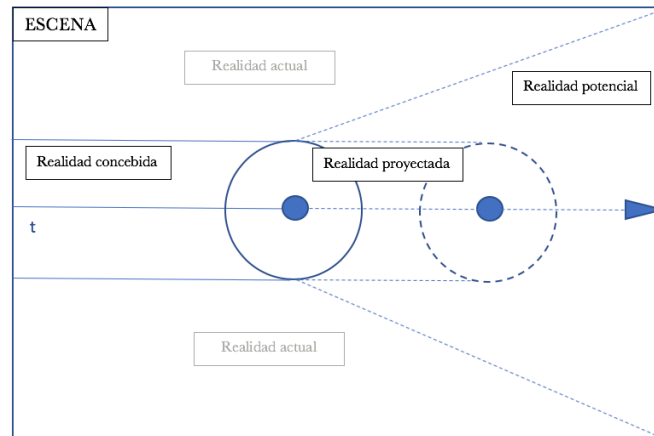 ESCENA
Realidad actual
Realidad potencial
Realidad concebida
Realidad proyectada
t
Realidad actual